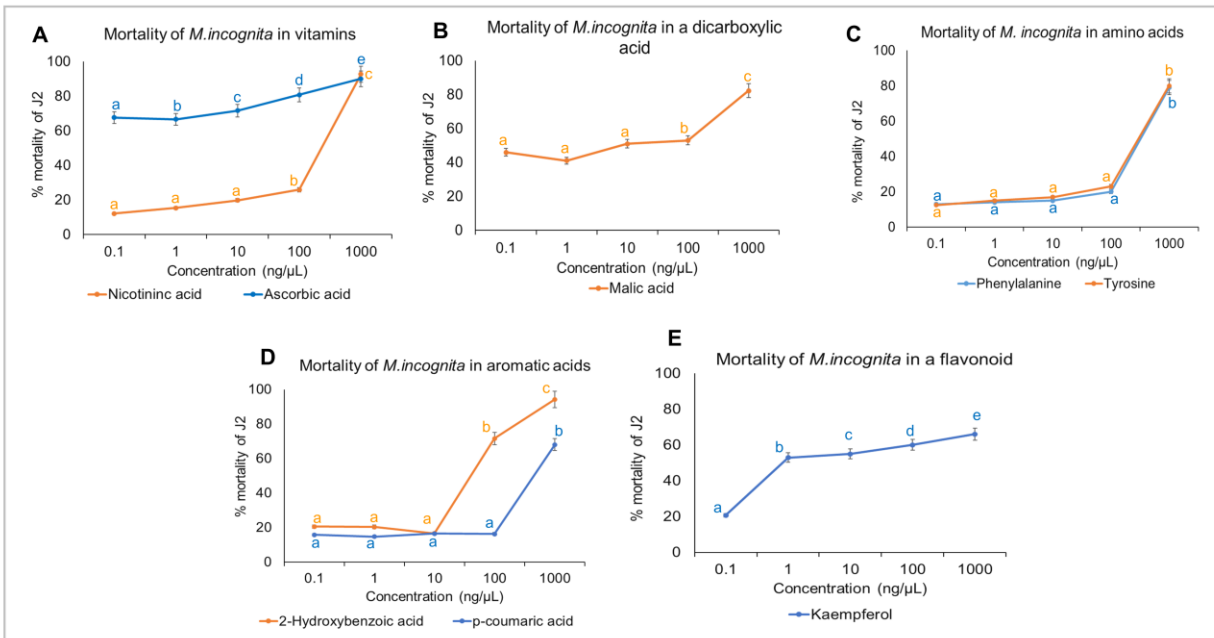 A
Mortality of M.incognita in vitamins
% mortality of J2
100
80
60
40
20
0
a b c d e
c
a a a b
0.1 1 10 100 1000
Concentration (ng/µL)
Nicotininc acid Ascorbic acid
B
Mortality of M.incognita in a dicarboxylic
acid
% mortality of J2
100
80
60
40
20
0
a a a b c
0.1 1 10 100 1000
Concentration (ng/µL)
Malic acid
C
Mortality of M. incognita in amino acids
% mortality of J2
100
80
60
40
20
0
a a a a b
a a a a b
0.1 1 10 100 1000
Concentration (ng/µL)
Phenylalanine Tyrosine
D
Mortality of M.incognita in aromatic acids
% mortality of J2
100
80
60
40
20
0
a a a b c
a a a a b
0.1 1 10 100 1000
Concentration (ng/µL)
2-Hydroxybenzoic acid p-coumaric acid
E
Mortality of M.incognita in a flavonoid
% mortality of J2
100
80
60
40
20
0
a b c d e
0.1 1 10 100 1000
Concentration (ng/µL)
Kaempferol